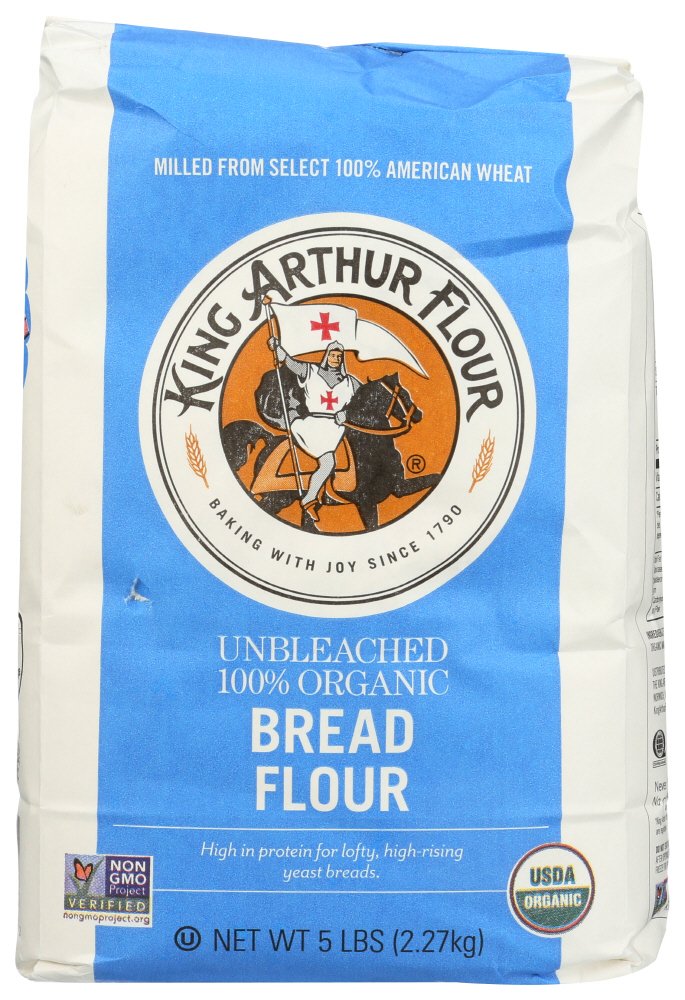 MILLED FROM SELECT 100% AMERICAN WHEAT
KING ARTHUR FLOUR
®
BAKING WITH JOY SINCE 1790
UNBLEACHED
100% ORGANIC
BREAD
FLOUR
High in protein for lofty, high-rising
yeast breads.
NON
GMO
Project
VERIFIED
nongmoproject.org
USDA
ORGANIC
U NET WT 5 LBS (2.27kg)